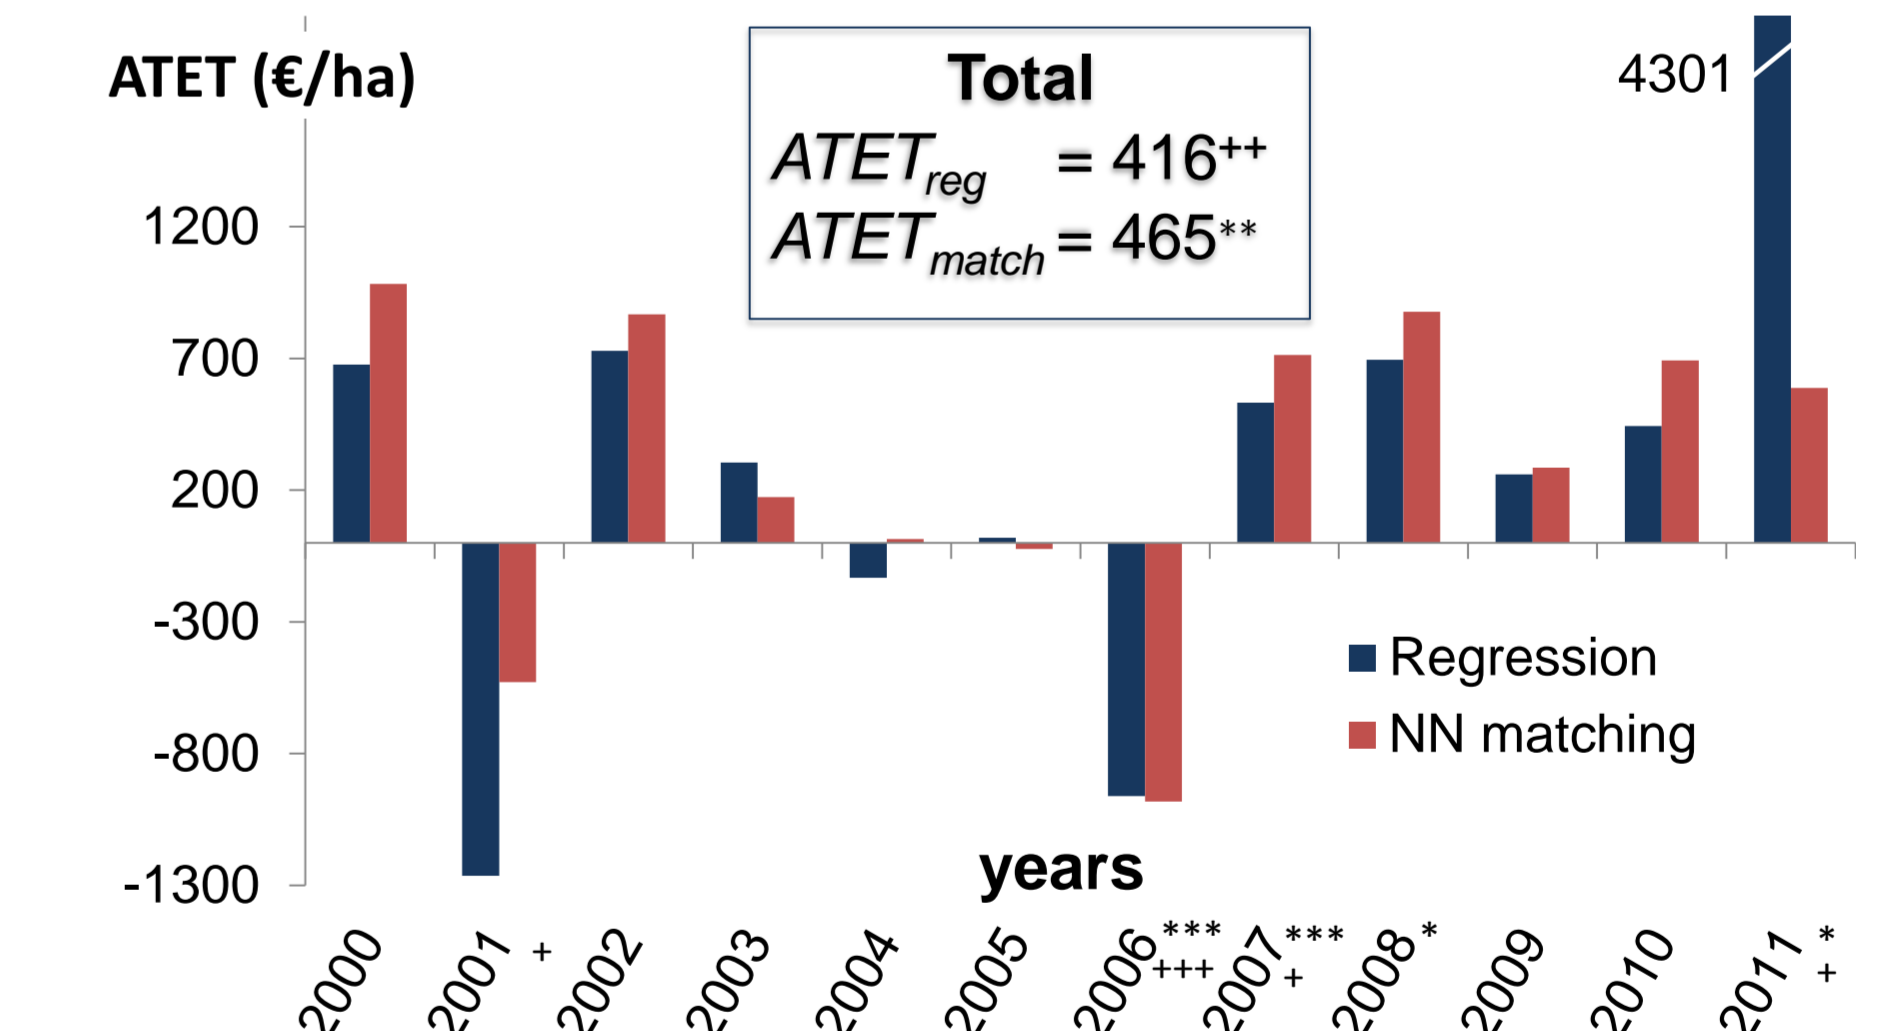 ATET (€/ha)
Total
ATETreg = 416++
ATETmatch = 465**
4301
1200
700
200
-300
-800
-1300
Regression
NN matching
years
2000
2001 +
2002
2003
2004
2005
2006 *** +++
2007 *** +
2008 *
2009
2010
2011 * +